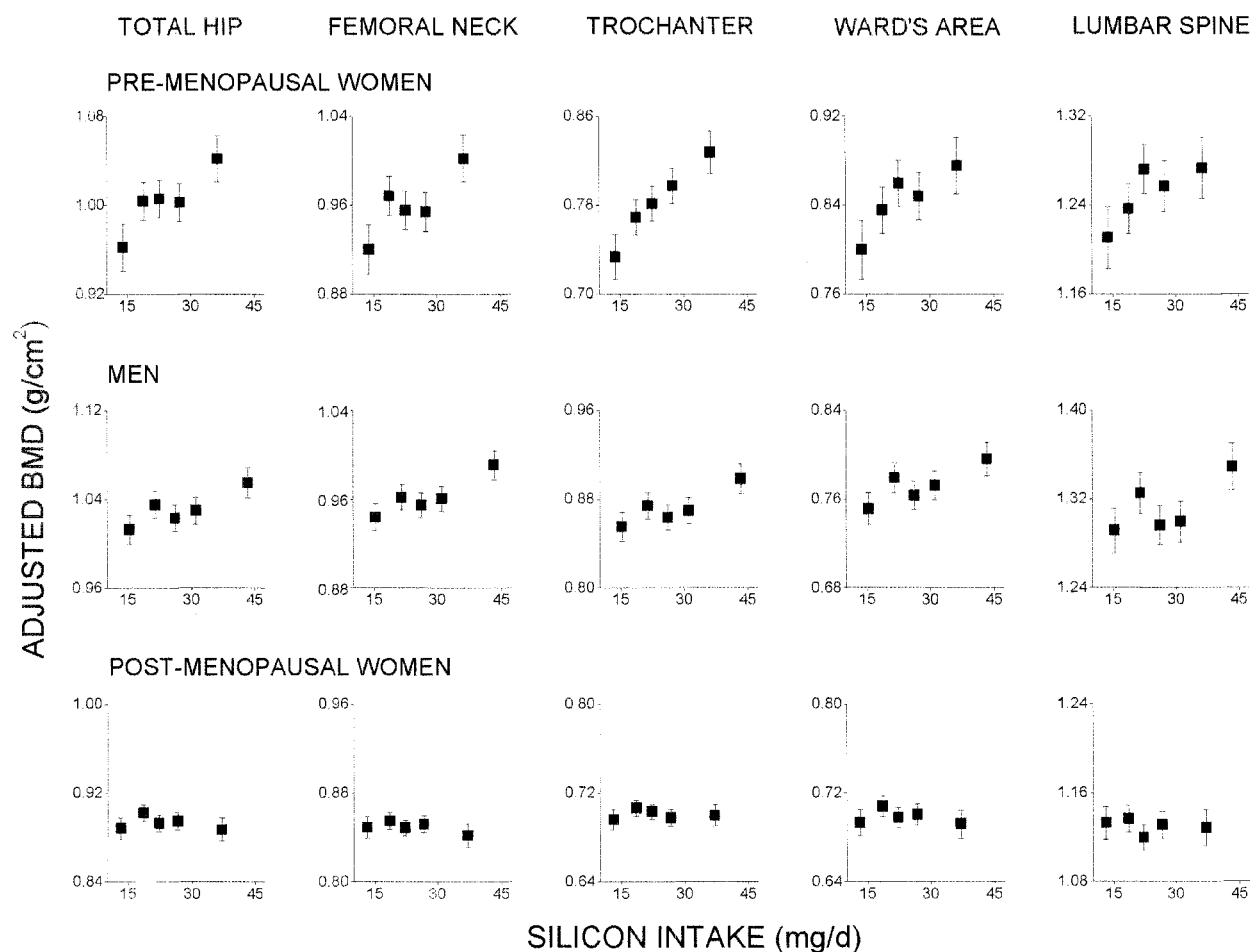 TOTAL HIP FEMORAL NECK TROCHANTER WARD'S AREA LUMBAR SPINE
PRE-MENOPAUSAL WOMEN
1.08 1.04 0.86 0.92 1.32
1.00 0.96 0.78 0.84 1.24
0.92 0.88 0.70 0.76 1.16
15 30 45 15 30 45 15 30 45 15 30 45 15 30 45
MEN
1.12 1.04 0.96 0.84 1.40
1.04 0.96 0.88 0.76 1.32
0.96 0.88 0.80 0.68 1.24
15 30 45 15 30 45 15 30 45 15 30 45 15 30 45
POST-MENOPAUSAL WOMEN
1.00 0.96 0.80 0.80 1.24
0.92 0.86 0.72 0.72 1.16
0.84 0.80 0.64 0.64 1.08
15 30 45 15 30 45 15 30 45 15 30 45 15 30 45
ADJUSTED BMD (g/cm²)
SILICON INTAKE (mg/d)